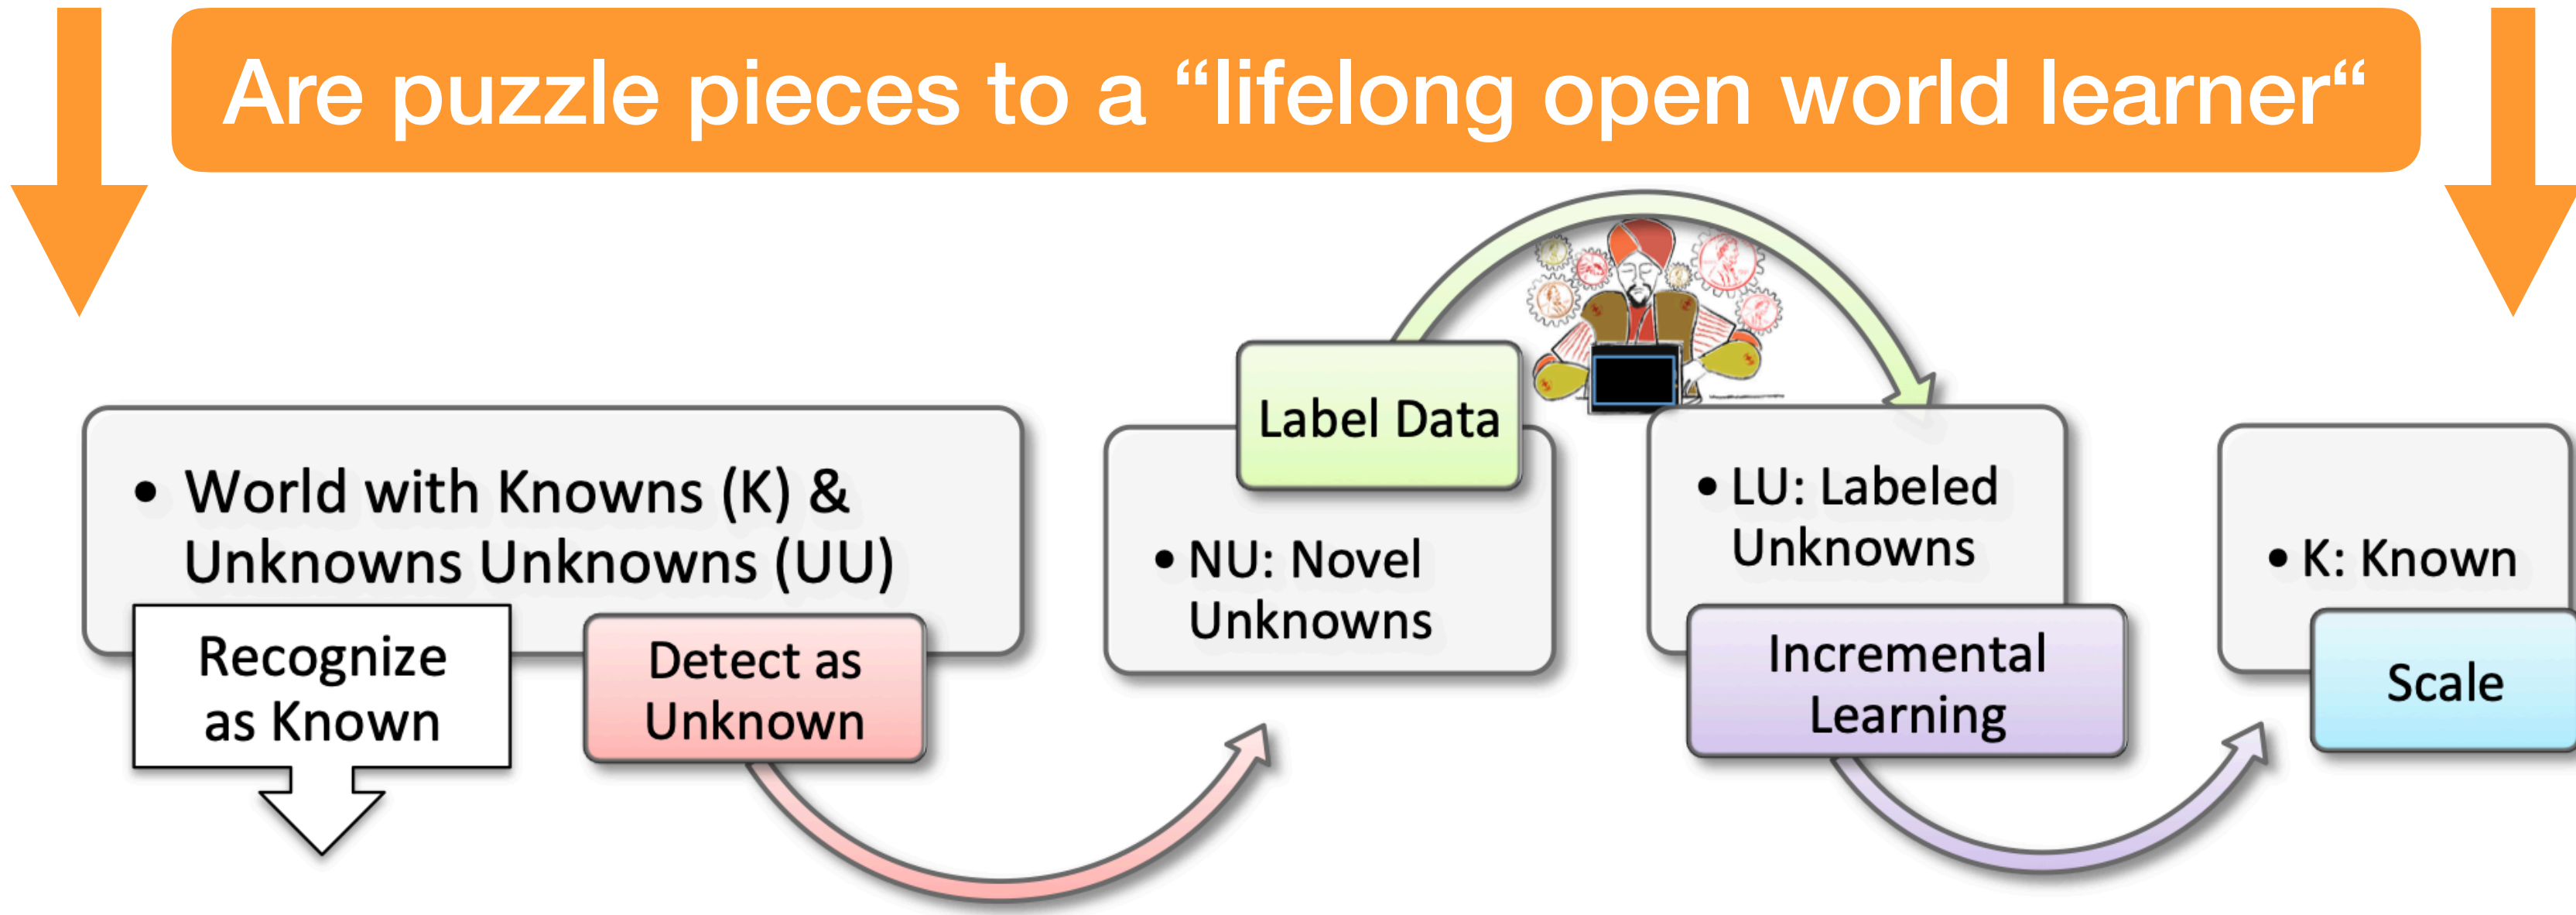 Are puzzle pieces to a “lifelong open world learner“
• World with Knowns (K) &
Unknowns Unknowns (UU)
Recognize
as Known
Detect as
Unknown
Label Data
• NU: Novel
Unknowns
• LU: Labeled
Unknowns
Incremental
Learning
• K: Known
Scale